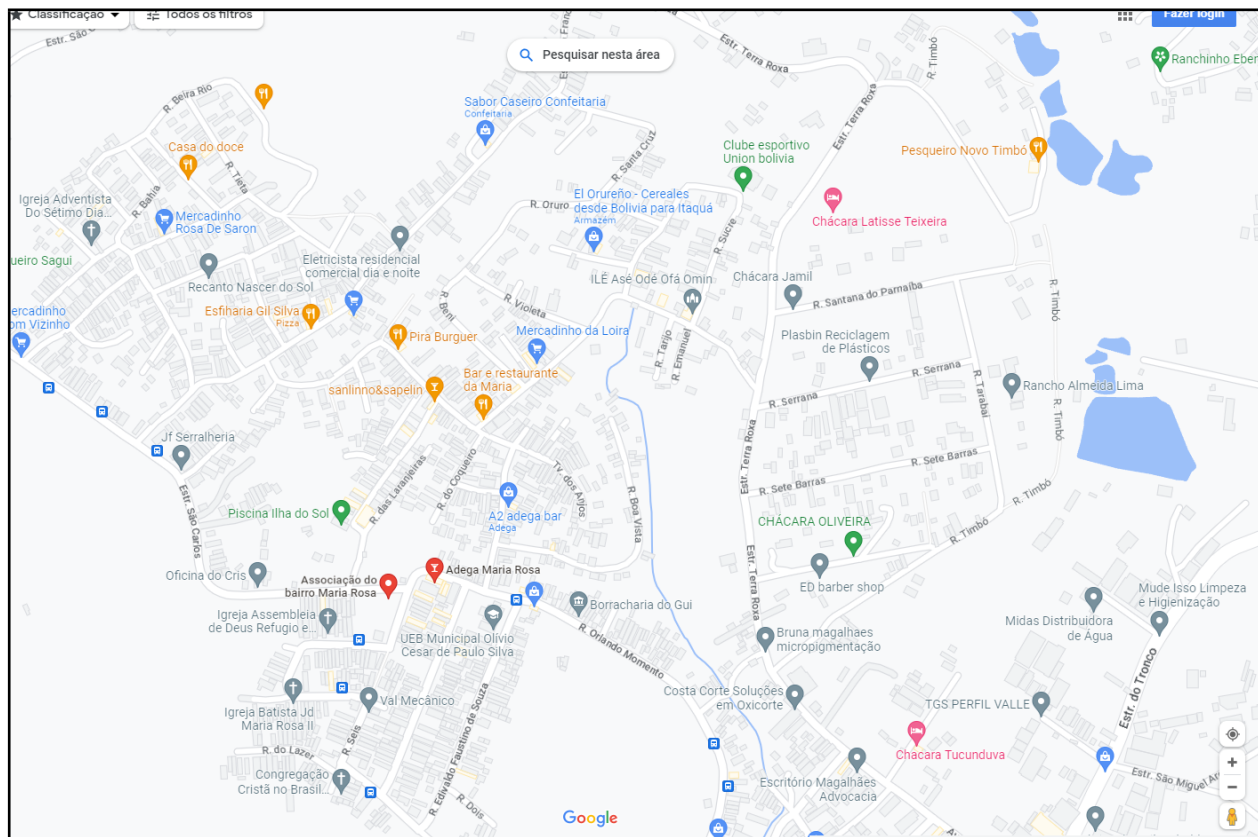 Classificação
Todos os filtros
Fazer login
Pesquisar nesta área
Estr. São C
Estr. Terra Roxa
R. Timbó
Ranchinho Eber
R. Beira Rio
Sabor Caseiro Confeitaria
Confeitaria
Estr. Terra Roxa
Casa do doce
R. Santa Cruz
Clube esportivo
Union bolivia
Pesqueiro Novo Timbó
R. Tieta
Igreja Adventista
Do Sétimo Dia...
R. Bahia
El Orureño - Cereales
desde Bolivia para Itaquá
Armazém
R. Oruro
Mercadinho
Rosa De Saron
Chácara Latisse Teixeira
R. Sucre
ueiro Sagui
Eletricista residencial
comercial dia e noite
Recanto Nascer do Sol
ILÊ Asé Odé Ofá Omin
Chácara Jamil
R. Timbó
R. Santana do Parnaíba
R. Beni
R. Violeta
Esfiharia Gil Silva
Pizza
ercadinho
om Vizinho
Pira Burguer
Mercadinho da Loira
R. Tarijo
R. Emanuel
Plasbin Reciclagem
de Plásticos
R. Serrana
Bar e restaurante
da Maria
sanlinno&sapelin
R. Serrana
R. Tarabai
Rancho Almeida Lima
R. Timbó
Jf Serralheria
R. das Laranjeiras
R. do Coqueiro
Tv. dos Anjos
R. Boa Vista
Estr. Terra Roxa
R. Sete Barras
R. Sete Barras
R. Timbó
Estr. São Carlos
Piscina Ilha do Sol
A2 adega bar
Adega
CHÁCARA OLIVEIRA
R. Timbó
Oficina do Cris
Associação do
bairro Maria Rosa
Adega Maria Rosa
ED barber shop
Estr. Terra Roxa
Mude Isso Limpeza
e Higienização
Borracharia do Gui
Igreja Assembleia
de Deus Refugio e...
UEB Municipal Olívio
Cesar de Paulo Silva
R. Orlando Momento
Bruna magalhaes
micropigmentação
Midas Distribuidora
de Água
Igreja Batista Jd
Maria Rosa II
Val Mecânico
Costa Corte Soluções
em Oxicorte
TGS PERFIL VALLE
Estr. do Tronco
R. do Lazer
R. Seis
R. Edivaldo Faustino de Souza
Chacara Tucunduva
Congregação
Cristã no Brasil...
R. Dois
Escritório Magalhães
Advocacia
Estr. São Miguel
Google